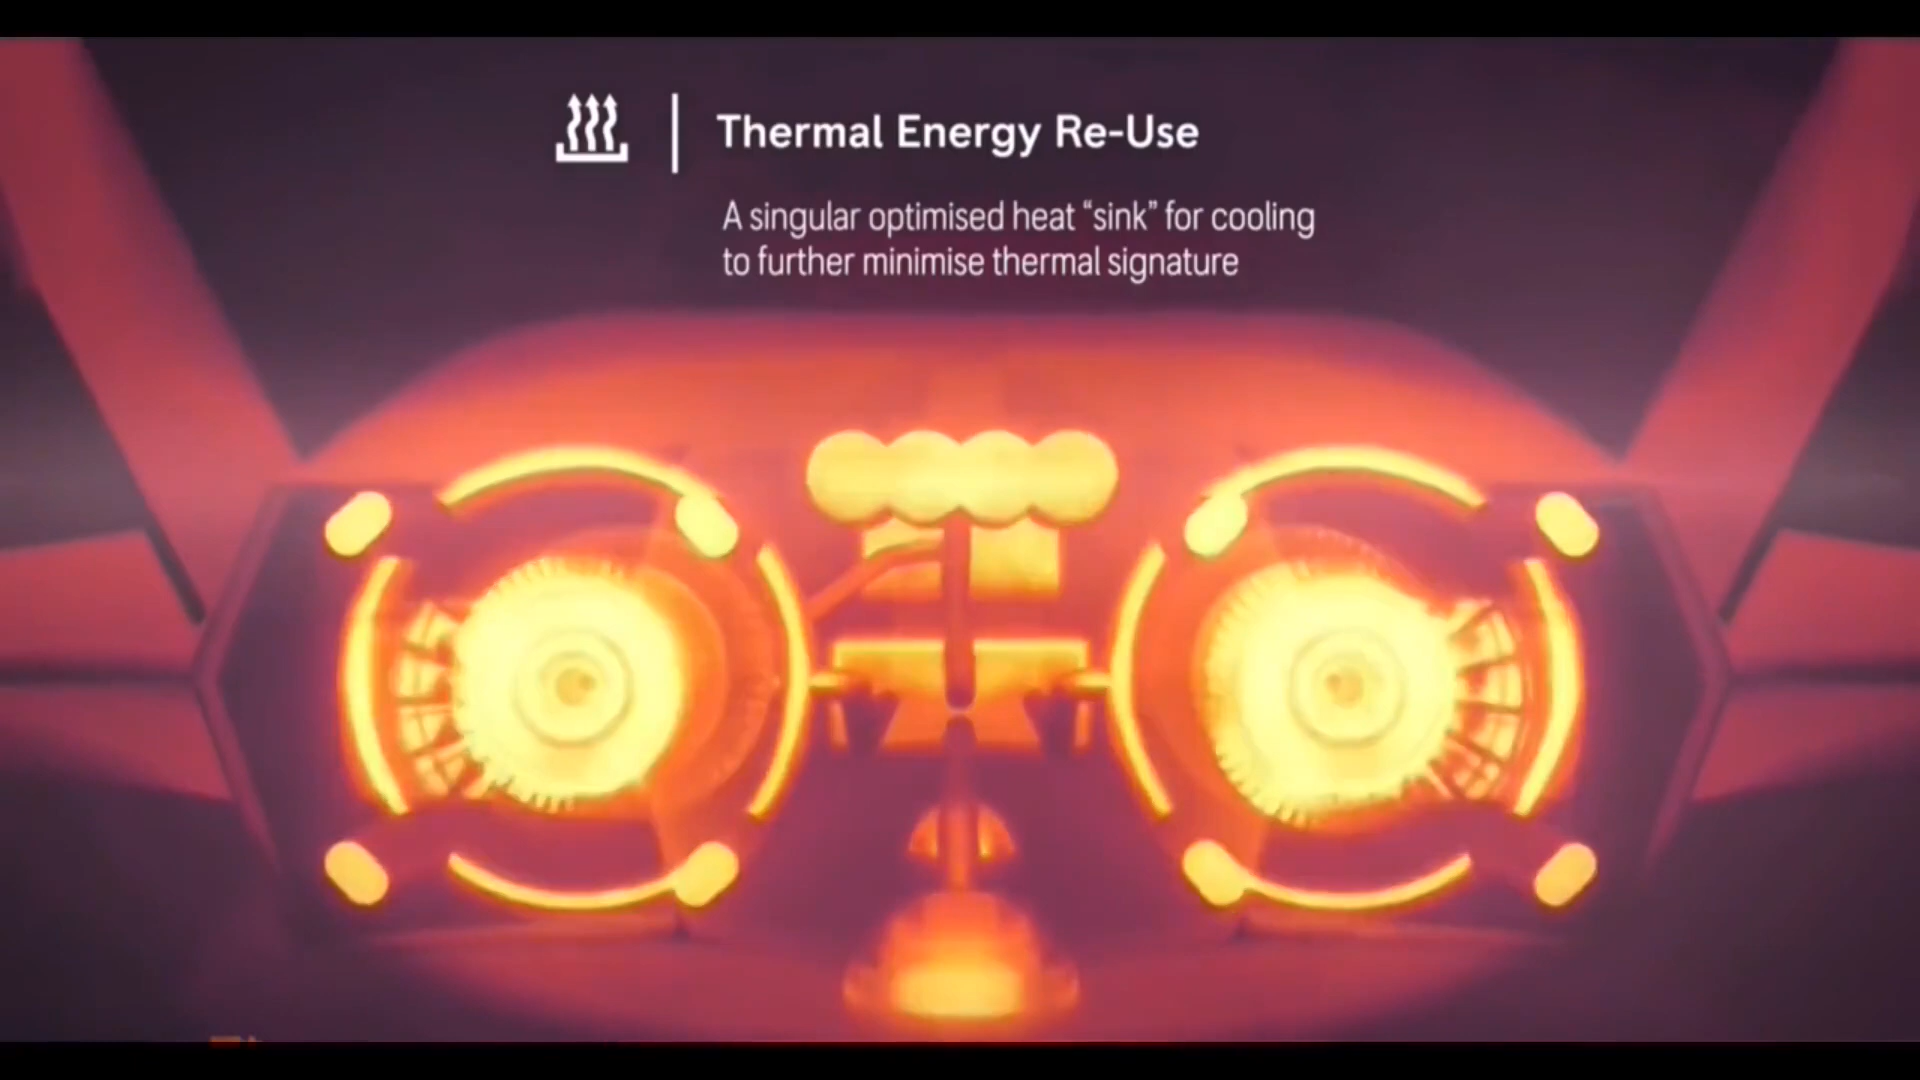 Thermal Energy Re-Use
A singular optimised heat “sink” for cooling
to further minimise thermal signature